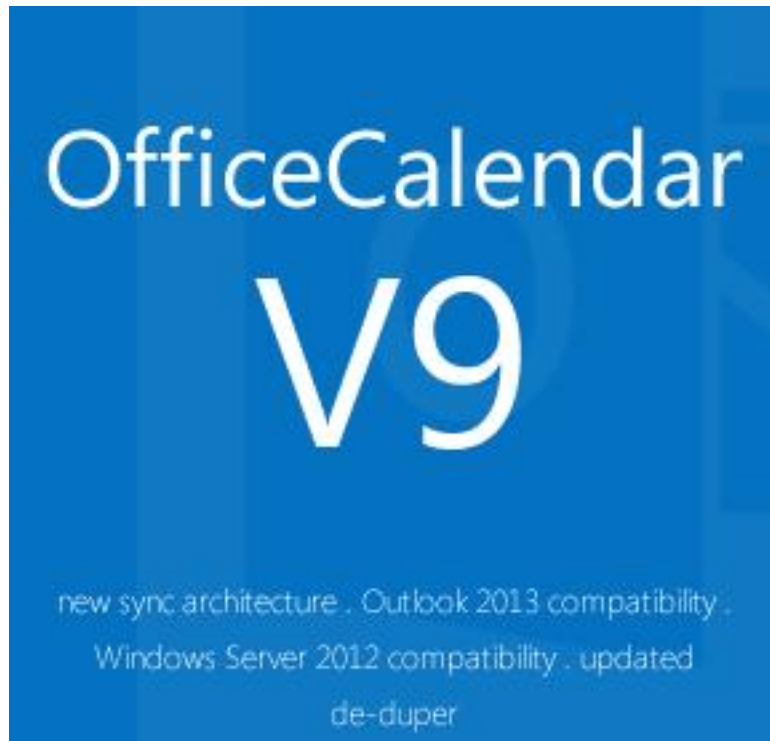 OfficeCalendar
V9
new sync architecture . Outlook 2013 compatibility .
Windows Server 2012 compatibility . updated
de-duper